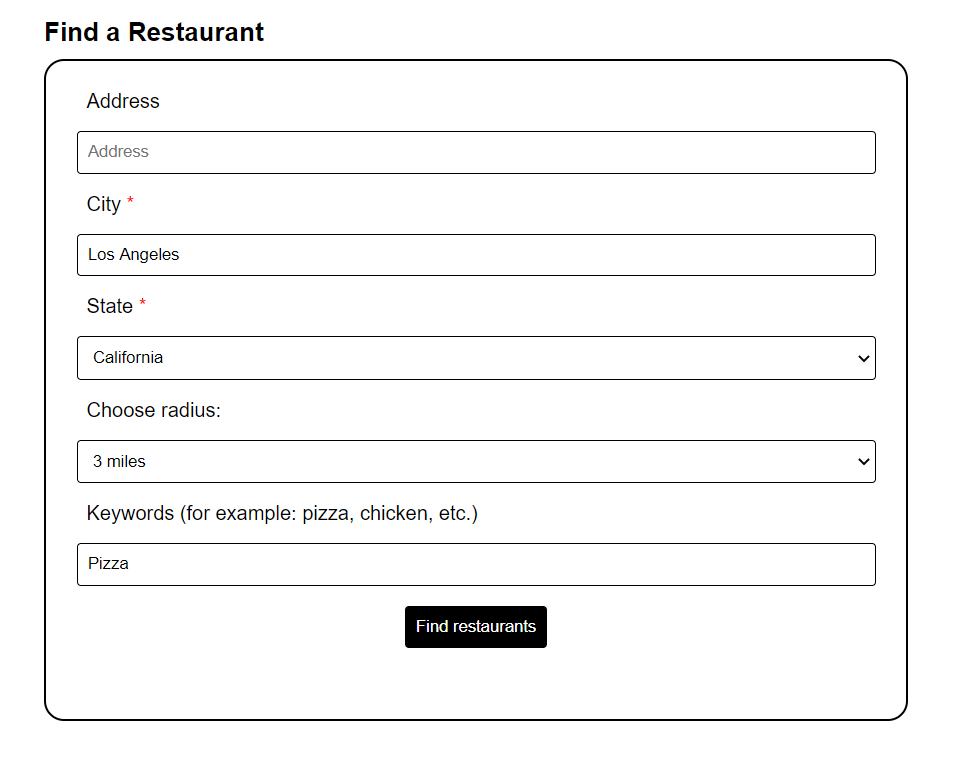 Find a Restaurant
Address
Address
City *
Los Angeles
State *
California
Choose radius:
3 miles
Keywords (for example: pizza, chicken, etc.)
Pizza
Find restaurants